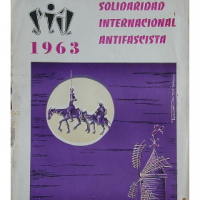 sia
SOLIDARIDAD
INTERNACIONAL
ANTIFASCISTA
1963